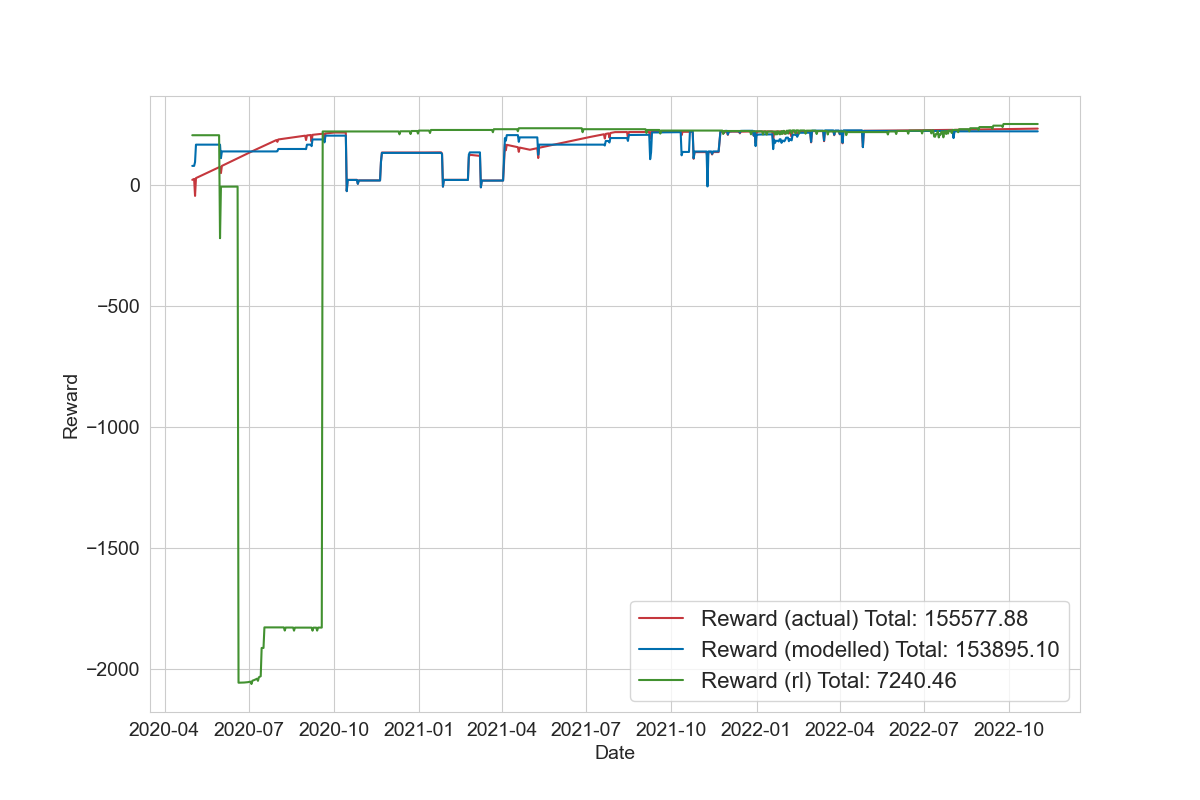 0
−500
−1000
−1500
−2000
Reward
Reward (actual) Total: 155577.88
Reward (modelled) Total: 153895.10
Reward (rl) Total: 7240.46
2020-04 2020-07 2020-10 2021-01 2021-04 2021-07 2021-10 2022-01 2022-04 2022-07 2022-10
Date